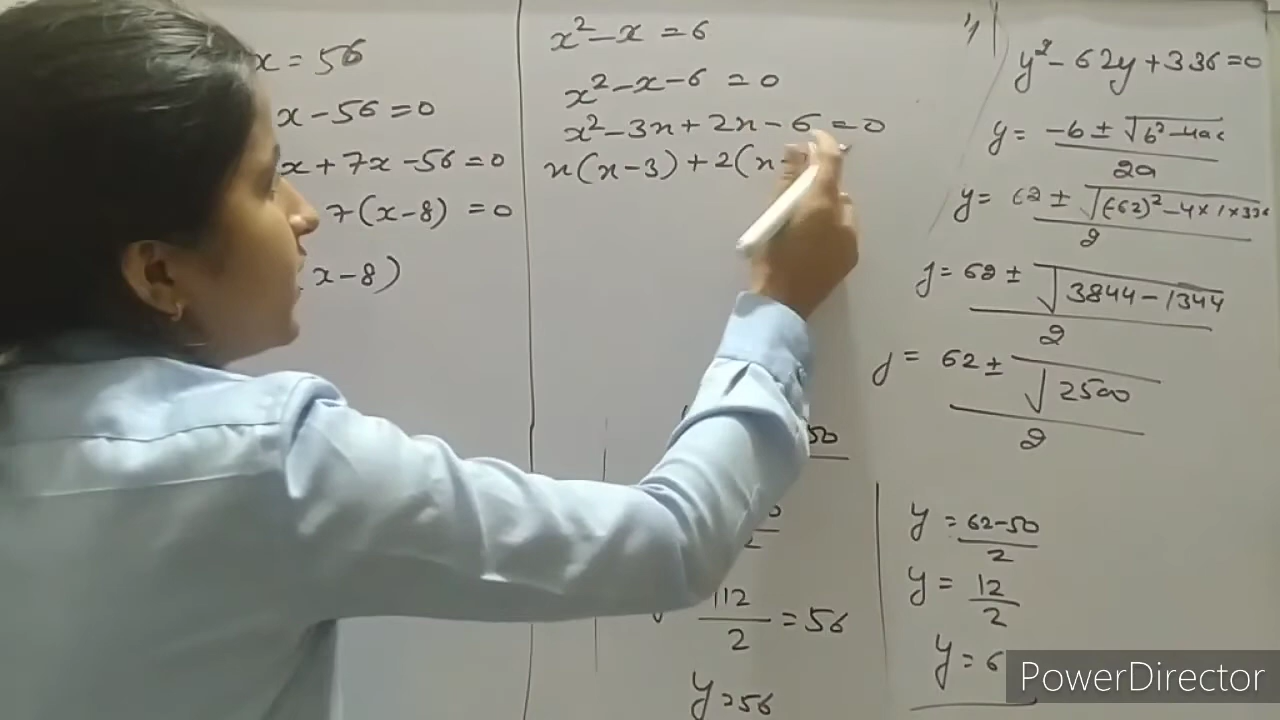 x = 56
x - 56 = 0
x + 7x - 56 = 0
7(x - 8) = 0
x - 8)
x² - x = 6
x² - x - 6 = 0
x² - 3x + 2x - 6 = 0
x(x - 3) + 2(x -
50
112/2 = 56
y = 56
y² - 62y + 336 = 0
y = -b ± √b² - 4ac / 2a
y = 62 ± √(-62)² - 4 × 1 × 336 / 2
y = 62 ± √3844 - 1344 / 2
y = 62 ± √2500 / 2
y = 62-50 / 2
y = 12/2
y = 6
PowerDirector